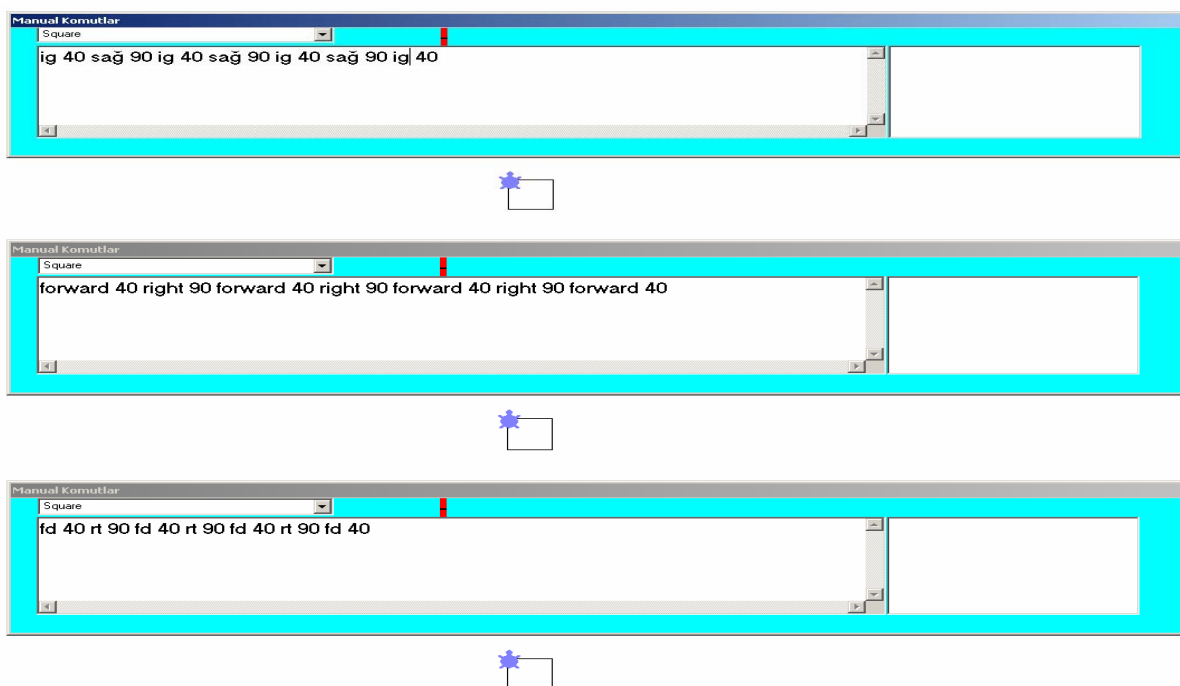 Manual Komutlar
Square
ig 40 sağ 90 ig 40 sağ 90 ig 40 sağ 90 ig 40
Manual Komutlar
Square
forward 40 right 90 forward 40 right 90 forward 40 right 90 forward 40
Manual Komutlar
Square
fd 40 rt 90 fd 40 rt 90 fd 40 rt 90 fd 40